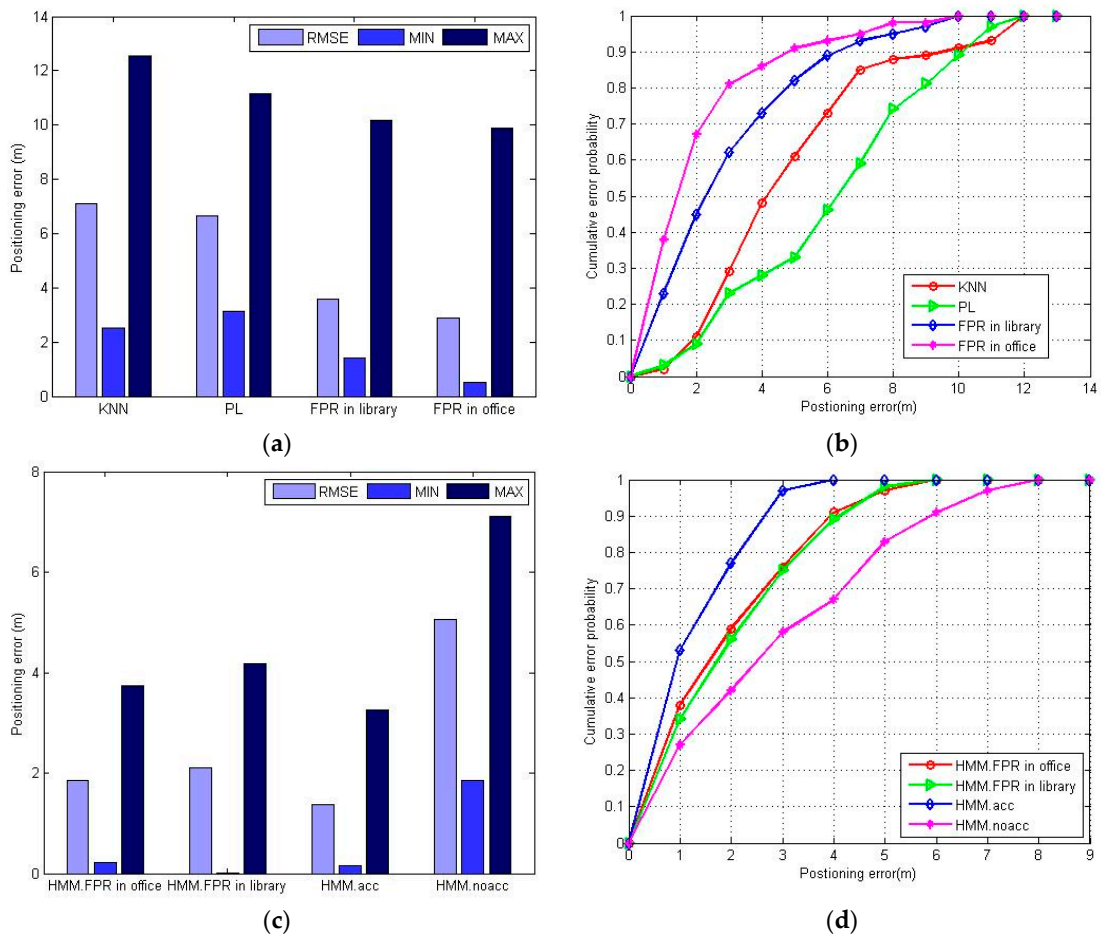 14
12
10
8
6
4
2
0
Positioning error (m)
RMSE MIN MAX
KNN PL FPR in library FPR in office
(a)
1
0.9
0.8
0.7
0.6
0.5
0.4
0.3
0.2
0.1
0
Cumulative error probability
KNN
PL
FPR in library
FPR in office
0 2 4 6 8 10 12 14
Postioning error(m)
(b)
8
6
4
2
0
Positioning error (m)
RMSE MIN MAX
HMM.FPR in office HMM.FPR in library HMM.acc HMM.noacc
(c)
1
0.9
0.8
0.7
0.6
0.5
0.4
0.3
0.2
0.1
0
Cumulative error probability
HMM.FPR in office
HMM.FPR in library
HMM.acc
HMM.noacc
0 1 2 3 4 5 6 7 8 9
Postioning error(m)
(d)